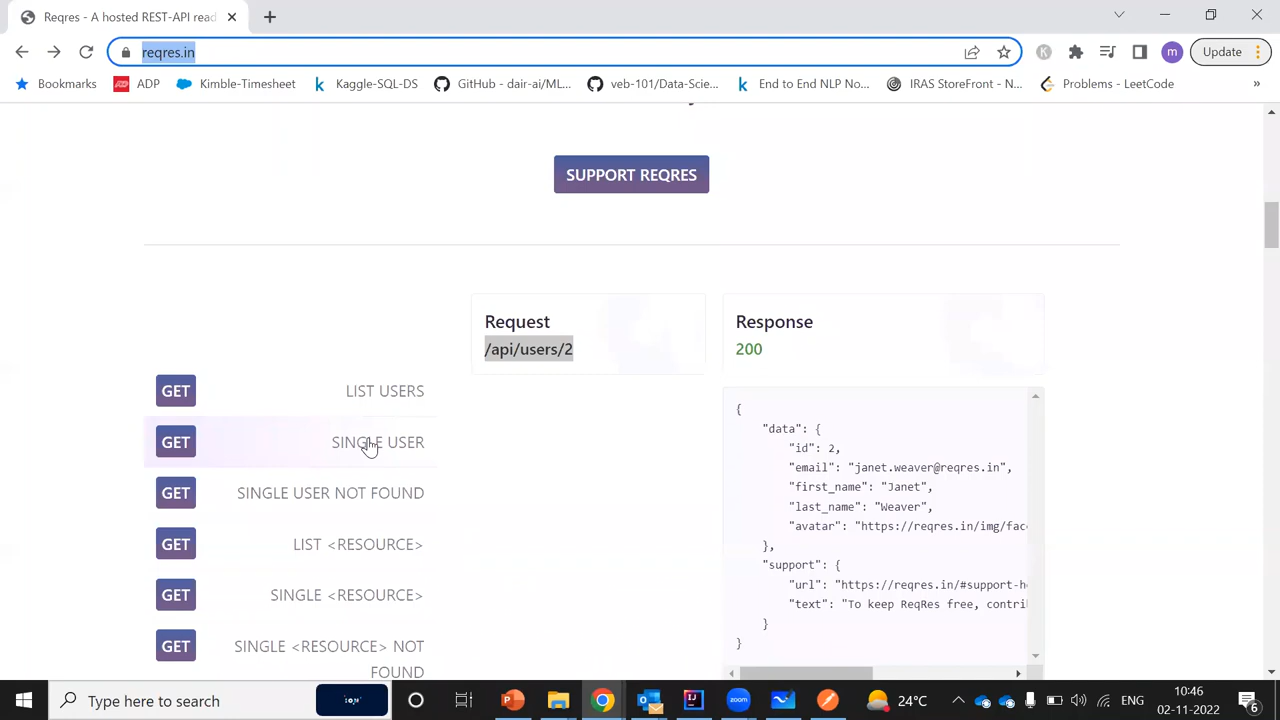 Reqres - A hosted REST-API read
reqres.in
Update
Bookmarks
ADP
Kimble-Timesheet
Kaggle-SQL-DS
GitHub - dair-ai/ML...
veb-101/Data-Scie...
End to End NLP No...
IRAS StoreFront - N...
Problems - LeetCode
»
SUPPORT REQRES
Request
/api/users/2
Response
200
GET LIST USERS
GET SINGLE USER
GET SINGLE USER NOT FOUND
GET LIST <RESOURCE>
GET SINGLE <RESOURCE>
GET SINGLE <RESOURCE> NOT
FOUND
{
"data": {
"id": 2,
"email": "janet.weaver@reqres.in",
"first_name": "Janet",
"last_name": "Weaver",
"avatar": "https://reqres.in/img/fac
},
"support": {
"url": "https://reqres.in/#support-h
"text": "To keep ReqRes free, contri
}
}
Type here to search
zoom
24°C
ENG
10:46
02-11-2022
6